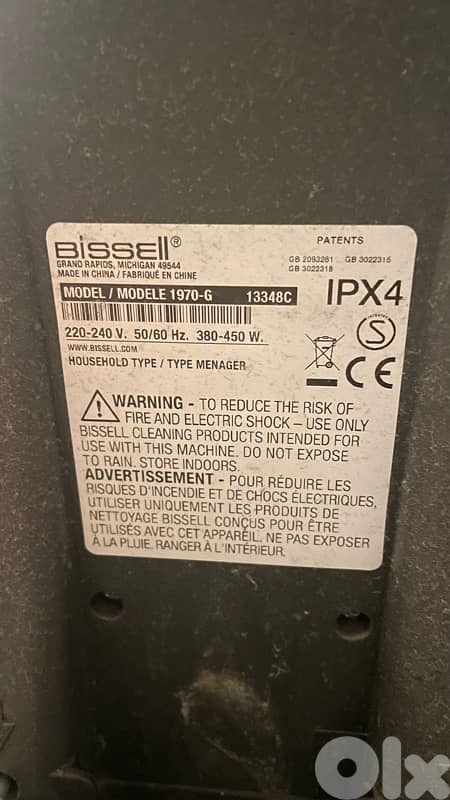 BISSELL®
GRAND RAPIDS, MICHIGAN 49544
MADE IN CHINA / FABRIQUÉ EN CHINE
PATENTS
GB 2093261 GB 3022315
GB 3022318
MODEL / MODELE 1970-G 13348C
IPX4
220-240 V. 50/60 Hz. 380-450 W.
WWW.BISSELL.COM
HOUSEHOLD TYPE / TYPE MENAGER
S
CE
WARNING - TO REDUCE THE RISK OF
FIRE AND ELECTRIC SHOCK – USE ONLY
BISSELL CLEANING PRODUCTS INTENDED FOR
USE WITH THIS MACHINE. DO NOT EXPOSE
TO RAIN. STORE INDOORS.
ADVERTISSEMENT - POUR RÉDUIRE LES
RISQUES D'INCENDIE ET DE CHOCS ÉLECTRIQUES,
UTILISER UNIQUEMENT LES PRODUITS DE
NETTOYAGE BISSELL CONÇUS POUR ÊTRE
UTILISÉS AVEC CET APPAREIL. NE PAS EXPOSER
À LA PLUIE. RANGER À L'INTÉRIEUR.
OLX